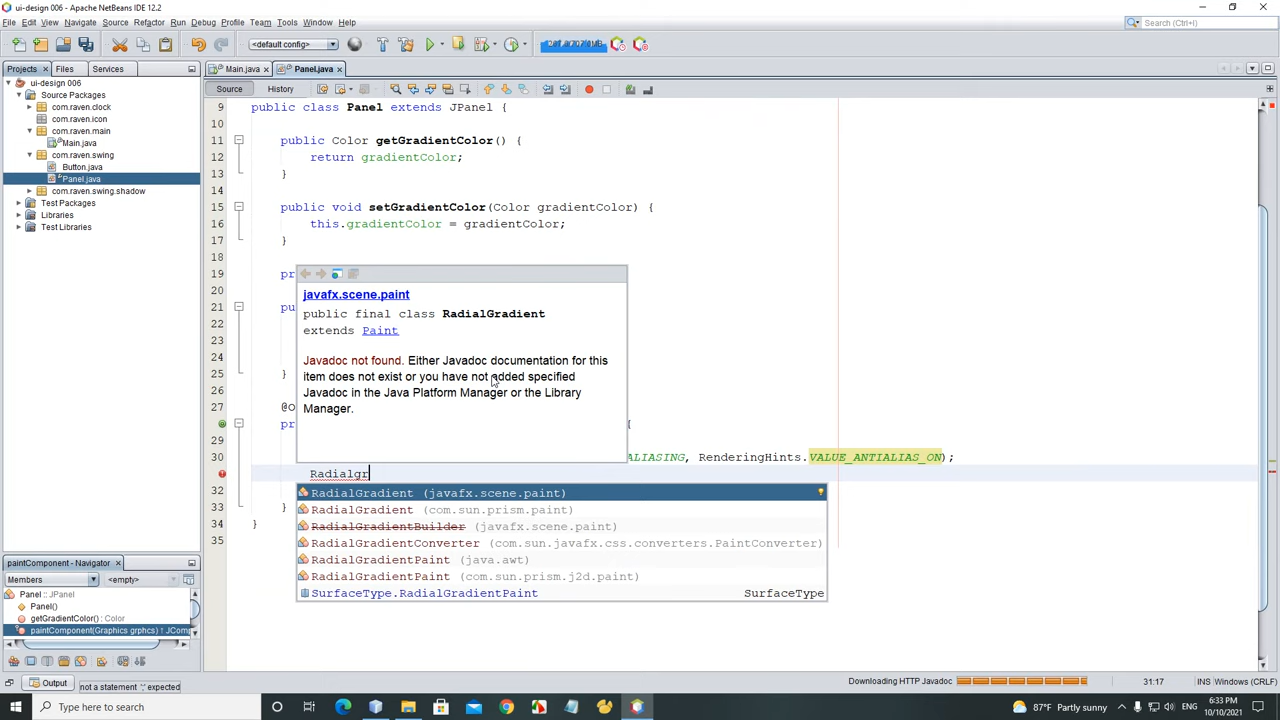 ui-design 006 - Apache NetBeans IDE 12.2
File Edit View Navigate Source Refactor Run Debug Profile Team Tools Window Help
Search (Ctrl+I)
<default config>
Projects Files Services
Main.java Panel.java
ui-design 006
Source Packages
com.raven.clock
com.raven.icon
com.raven.main
Main.java
com.raven.swing
Button.java
Panel.java
com.raven.swing.shadow
Test Packages
Libraries
Test Libraries
Source History
9 public class Panel extends JPanel {
10
11 public Color getGradientColor() {
12 return gradientColor;
13 }
14
15 public void setGradientColor(Color gradientColor) {
16 this.gradientColor = gradientColor;
17 }
18
19 pr
20
21 pu
22
23
24
25 }
26
27 @O
28 pr {
29
30 ALIASING, RenderingHints.VALUE_ANTIALIAS_ON);
Radialgr
32
33 }
34 }
35
javafx.scene.paint
public final class RadialGradient
extends Paint
Javadoc not found. Either Javadoc documentation for this
item does not exist or you have not added specified
Javadoc in the Java Platform Manager or the Library
Manager.
RadialGradient (javafx.scene.paint)
RadialGradient (com.sun.prism.paint)
RadialGradientBuilder (javafx.scene.paint)
RadialGradientConverter (com.sun.javafx.css.converters.PaintConverter)
RadialGradientPaint (java.awt)
RadialGradientPaint (com.sun.prism.j2d.paint)
SurfaceType.RadialGradientPaint SurfaceType
paintComponent - Navigator
Members <empty>
Panel :: JPanel
Panel()
getGradientColor() : Color
paintComponent(Graphics grphcs) ↑ JCom
Output
not a statement ';' expected
Downloading HTTP Javadoc
31:17 INS Windows (CRLF)
Type here to search
87°F Partly sunny
6:33 PM
10/10/2021